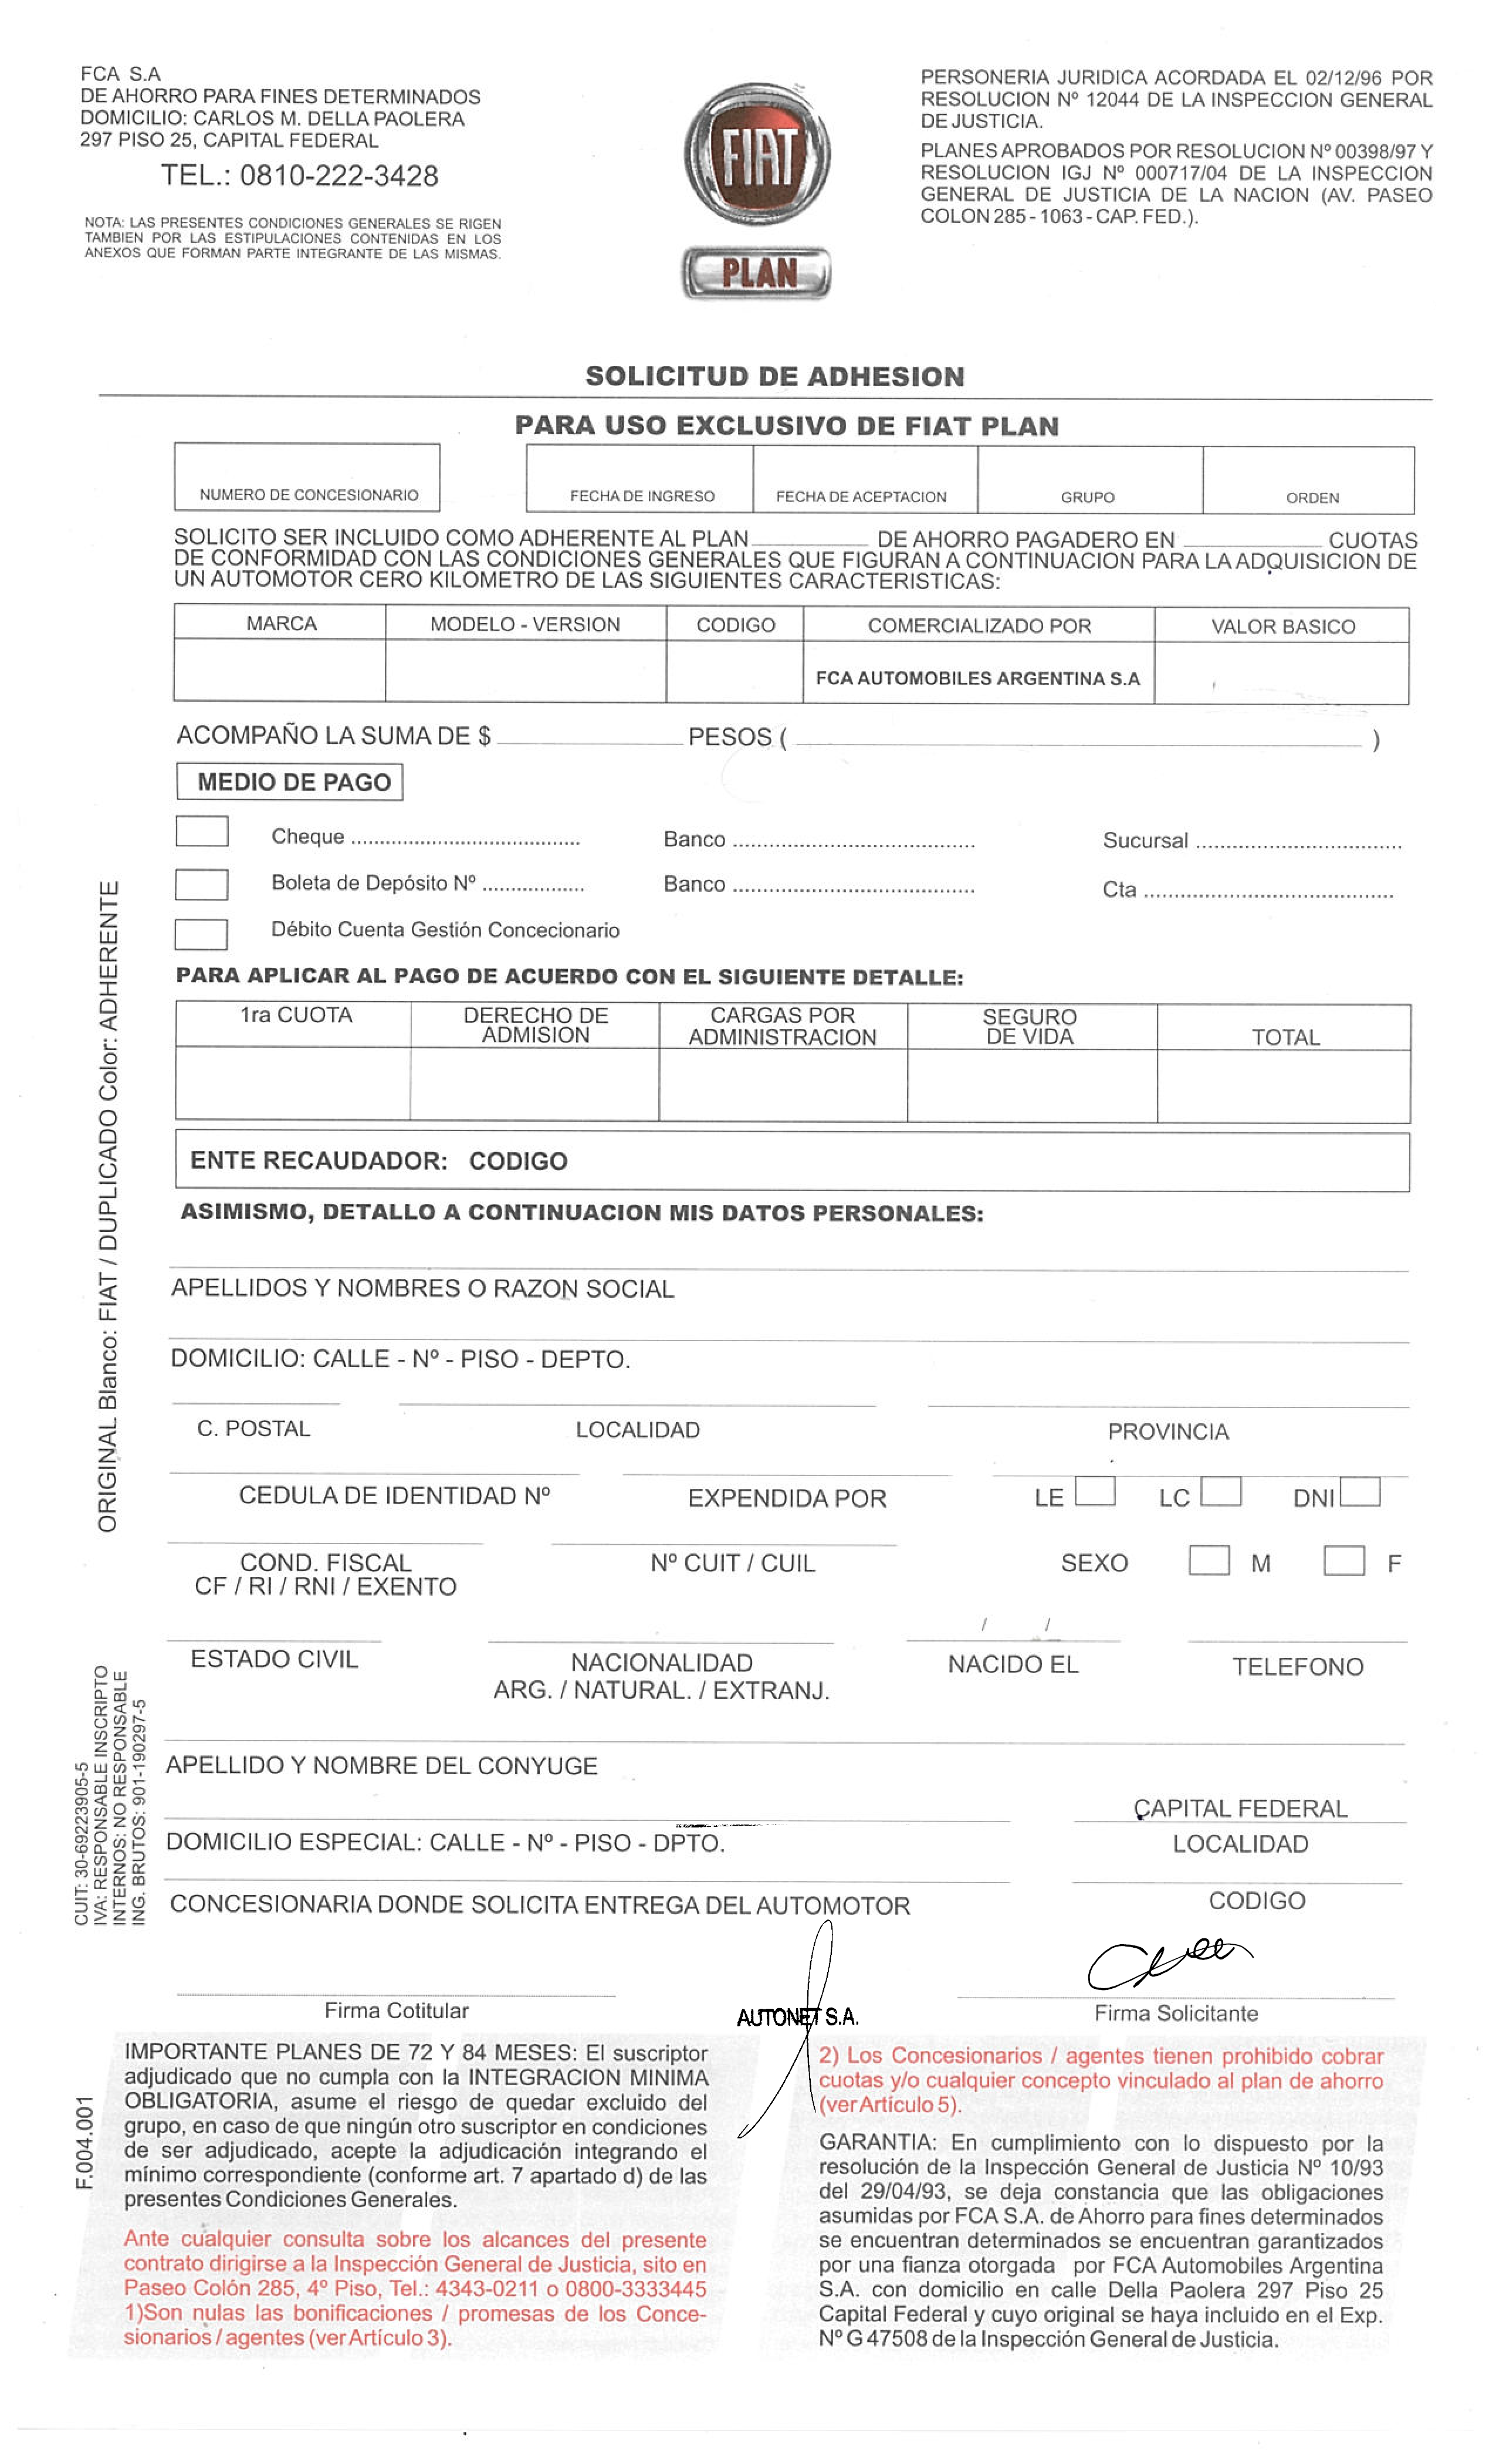 FCA S.A
DE AHORRO PARA FINES DETERMINADOS
DOMICILIO: CARLOS M. DELLA PAOLERA
297 PISO 25, CAPITAL FEDERAL
TEL.: 0810-222-3428
NOTA: LAS PRESENTES CONDICIONES GENERALES SE RIGEN
TAMBIEN POR LAS ESTIPULACIONES CONTENIDAS EN LOS
ANEXOS QUE FORMAN PARTE INTEGRANTE DE LAS MISMAS.
FIAT
PLAN
PERSONERIA JURIDICA ACORDADA EL 02/12/96 POR
RESOLUCION Nº 12044 DE LA INSPECCION GENERAL
DE JUSTICIA.
PLANES APROBADOS POR RESOLUCION Nº 00398/97 Y
RESOLUCION IGJ Nº 000717/04 DE LA INSPECCION
GENERAL DE JUSTICIA DE LA NACION (AV. PASEO
COLON 285 - 1063 - CAP. FED.).
SOLICITUD DE ADHESION
PARA USO EXCLUSIVO DE FIAT PLAN
NUMERO DE CONCESIONARIO FECHA DE INGRESO FECHA DE ACEPTACION GRUPO ORDEN
SOLICITO SER INCLUIDO COMO ADHERENTE AL PLAN __________ DE AHORRO PAGADERO EN __________ CUOTAS
DE CONFORMIDAD CON LAS CONDICIONES GENERALES QUE FIGURAN A CONTINUACION PARA LA ADQUISICION DE
UN AUTOMOTOR CERO KILOMETRO DE LAS SIGUIENTES CARACTERISTICAS:
MARCA MODELO - VERSION CODIGO COMERCIALIZADO POR VALOR BASICO
FCA AUTOMOBILES ARGENTINA S.A
ACOMPAÑO LA SUMA DE $ __________ PESOS ( __________ )
MEDIO DE PAGO
Cheque .......... Banco .......... Sucursal ..........
Boleta de Depósito Nº .......... Banco .......... Cta ..........
Débito Cuenta Gestión Concecionario
PARA APLICAR AL PAGO DE ACUERDO CON EL SIGUIENTE DETALLE:
1ra CUOTA DERECHO DE ADMISION CARGAS POR ADMINISTRACION SEGURO DE VIDA TOTAL
ENTE RECAUDADOR: CODIGO
ASIMISMO, DETALLO A CONTINUACION MIS DATOS PERSONALES:
APELLIDOS Y NOMBRES O RAZON SOCIAL
DOMICILIO: CALLE - Nº - PISO - DEPTO.
C. POSTAL LOCALIDAD PROVINCIA
CEDULA DE IDENTIDAD Nº EXPENDIDA POR LE LC DNI
COND. FISCAL Nº CUIT / CUIL SEXO M F
CF / RI / RNI / EXENTO
/ /
ESTADO CIVIL NACIONALIDAD NACIDO EL TELEFONO
ARG. / NATURAL. / EXTRANJ.
APELLIDO Y NOMBRE DEL CONYUGE
CAPITAL FEDERAL
DOMICILIO ESPECIAL: CALLE - Nº - PISO - DPTO. LOCALIDAD
CONCESIONARIA DONDE SOLICITA ENTREGA DEL AUTOMOTOR CODIGO
Firma Cotitular AUTONET S.A. Firma Solicitante
IMPORTANTE PLANES DE 72 Y 84 MESES: El suscriptor
adjudicado que no cumpla con la INTEGRACION MINIMA
OBLIGATORIA, asume el riesgo de quedar excluido del
grupo, en caso de que ningún otro suscriptor en condiciones
de ser adjudicado, acepte la adjudicación integrando el
mínimo correspondiente (conforme art. 7 apartado d) de las
presentes Condiciones Generales.
Ante cualquier consulta sobre los alcances del presente
contrato dirigirse a la Inspección General de Justicia, sito en
Paseo Colón 285, 4º Piso, Tel.: 4343-0211 o 0800-3333445
1)Son nulas las bonificaciones / promesas de los Conce-
sionarios / agentes (ver Artículo 3).
2) Los Concesionarios / agentes tienen prohibido cobrar
cuotas y/o cualquier concepto vinculado al plan de ahorro
(ver Artículo 5).
GARANTIA: En cumplimiento con lo dispuesto por la
resolución de la Inspección General de Justicia Nº 10/93
del 29/04/93, se deja constancia que las obligaciones
asumidas por FCA S.A. de Ahorro para fines determinados
se encuentran determinados se encuentran garantizados
por una fianza otorgada por FCA Automobiles Argentina
S.A. con domicilio en calle Della Paolera 297 Piso 25
Capital Federal y cuyo original se haya incluido en el Exp.
Nº G 47508 de la Inspección General de Justicia.
ORIGINAL Blanco: FIAT / DUPLICADO Color: ADHERENTE
CUIT: 30-69223905-5
IVA: RESPONSABLE INSCRIPTO
INTERNOS: NO RESPONSABLE
ING. BRUTOS: 901-190297-5
F.004.001